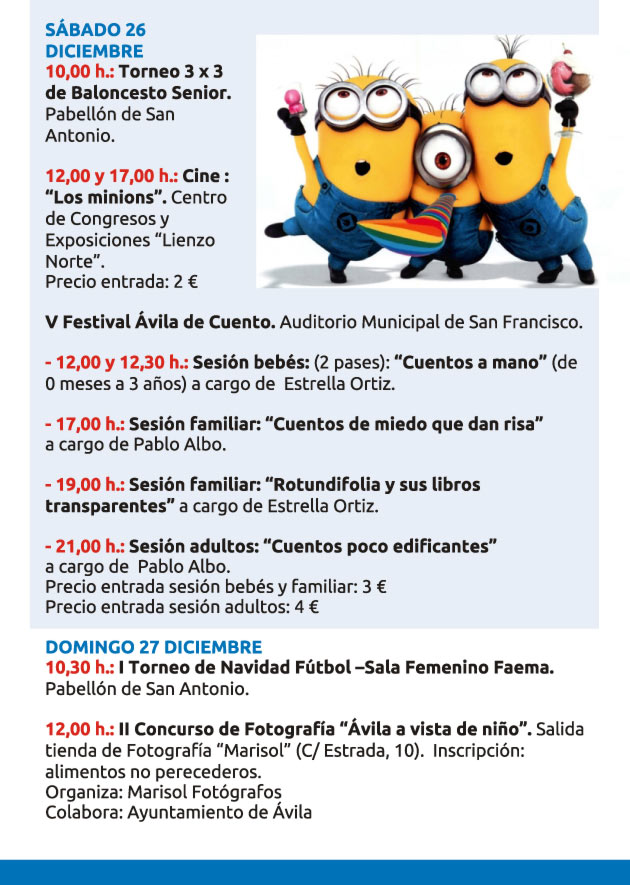 SÁBADO 26
DICIEMBRE
10,00 h.: Torneo 3 x 3
de Baloncesto Senior.
Pabellón de San
Antonio.
12,00 y 17,00 h.: Cine :
“Los minions”. Centro
de Congresos y
Exposiciones “Lienzo
Norte”.
Precio entrada: 2 €
V Festival Ávila de Cuento. Auditorio Municipal de San Francisco.
- 12,00 y 12,30 h.: Sesión bebés: (2 pases): “Cuentos a mano” (de
0 meses a 3 años) a cargo de Estrella Ortiz.
- 17,00 h.: Sesión familiar: “Cuentos de miedo que dan risa”
a cargo de Pablo Albo.
- 19,00 h.: Sesión familiar: “Rotundifolia y sus libros
transparentes” a cargo de Estrella Ortiz.
- 21,00 h.: Sesión adultos: “Cuentos poco edificantes”
a cargo de Pablo Albo.
Precio entrada sesión bebés y familiar: 3 €
Precio entrada sesión adultos: 4 €
DOMINGO 27 DICIEMBRE
10,30 h.: I Torneo de Navidad Fútbol –Sala Femenino Faema.
Pabellón de San Antonio.
12,00 h.: II Concurso de Fotografía “Ávila a vista de niño”. Salida
tienda de Fotografía “Marisol” (C/ Estrada, 10). Inscripción:
alimentos no perecederos.
Organiza: Marisol Fotógrafos
Colabora: Ayuntamiento de Ávila